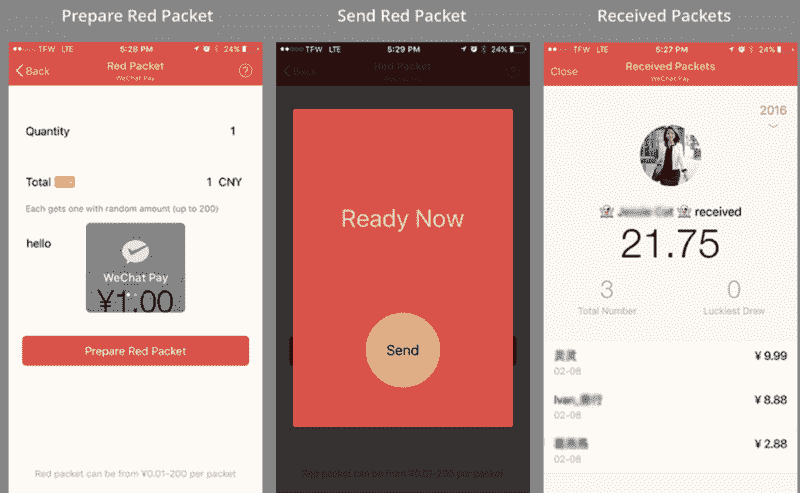 Prepare Red Packet
TFW LTE 5:28 PM 24%
Back
Red Packet
WeChat Pay
?
Quantity 1
Total 1 CNY
Each gets one with random amount (up to 200)
hello
WeChat Pay
¥1.00
Prepare Red Packet
Red packet can be from ¥0.01-200 per packet
Send Red Packet
TFW LTE 5:29 PM 24%
Back
Red Packet
WeChat Pay
Ready Now
Send
Red packet can be from ¥0.01-200 per packet
Received Packets
TFW LTE 5:27 PM 24%
Close
Received Packets
WeChat Pay
2016
received
21.75
3 0
Total Number Luckiest Draw
¥ 9.99
02-08
¥ 8.88
02-08
¥ 2.88
02-08